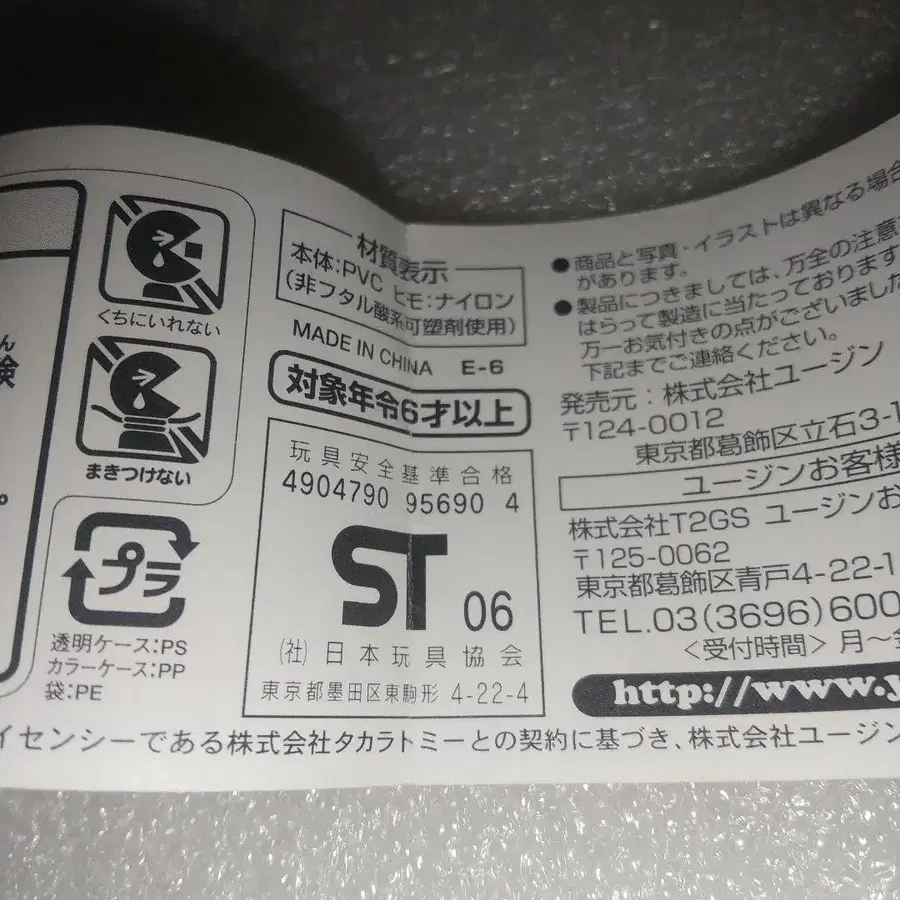 ん
険
。
くちにいれない
まきつけない
プラ
透明ケース:PS
カラーケース:PP
袋:PE
材質表示
本体:PVC ヒモ:ナイロン
(非フタル酸系可塑剤使用)
MADE IN CHINA E-6
対象年令6才以上
玩具安全基準合格
4904790 95690 4
ST 06
(社)日本玩具協会
東京都墨田区東駒形 4-22-4
●商品と写真・イラストは異なる場合
があります。
●製品につきましては、万全の注意
はらって製造に当たっております
万一お気付きの点がございました
下記までご連絡ください。
発売元:株式会社ユージン
〒124-0012
東京都葛飾区立石3-1
ユージンお客様
株式会社T2GS ユージンお
〒125-0062
東京都葛飾区青戸4-22-1
TEL.03(3696)600
<受付時間> 月～金
http://www.y
イセンシーである株式会社タカラトミーとの契約に基づき、株式会社ユージン